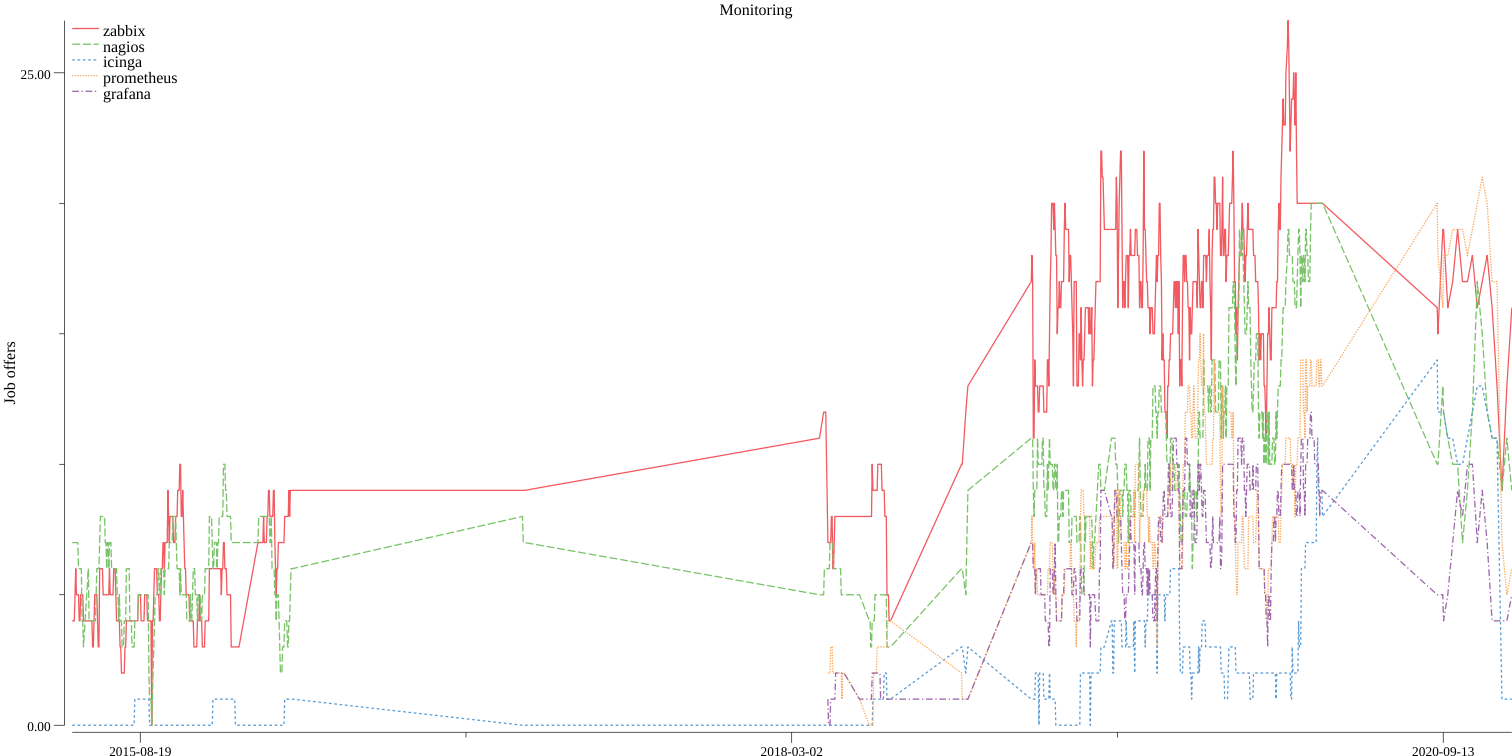 Monitoring
zabbix
nagios
icinga
prometheus
grafana
25.00
Job offers
0.00
2015-08-19
2018-03-02
2020-09-13